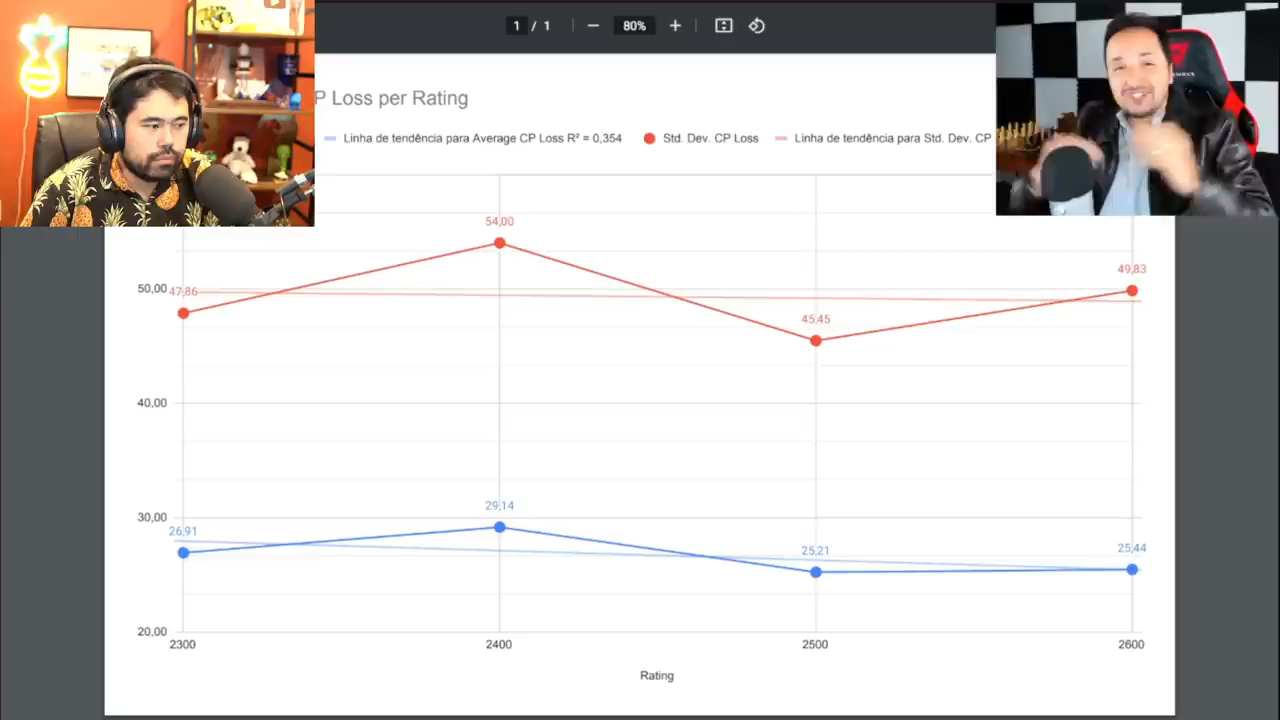 1 / 1
80%
P Loss per Rating
Linha de tendência para Average CP Loss R² = 0,354
Std. Dev. CP Loss
Linha de tendência para Std. Dev. CP
54,00
49,83
50,00
47,86
45,45
40,00
29,14
30,00
26,91
25,21
25,44
20,00
2300
2400
2500
2600
Rating